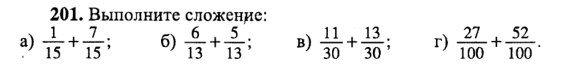 201. Выполните сложение:
а) 1/15 + 7/15; б) 6/13 + 5/13; в) 11/30 + 13/30; г) 27/100 + 52/100.